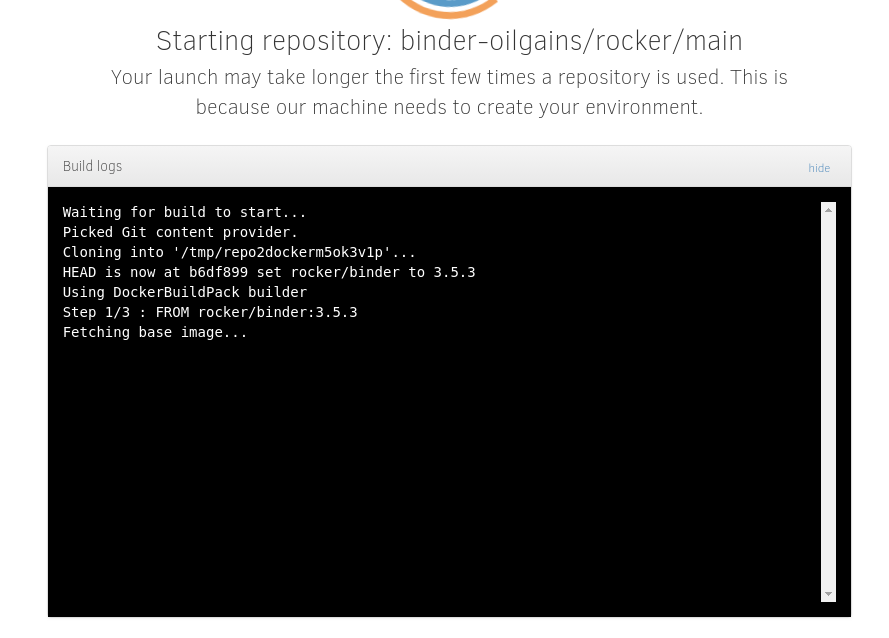 Starting repository: binder-oilgains/rocker/main
Your launch may take longer the first few times a repository is used. This is
because our machine needs to create your environment.
Build logs
hide
Waiting for build to start...
Picked Git content provider.
Cloning into '/tmp/repo2dockerm5ok3v1p'...
HEAD is now at b6df899 set rocker/binder to 3.5.3
Using DockerBuildPack builder
Step 1/3 : FROM rocker/binder:3.5.3
Fetching base image...